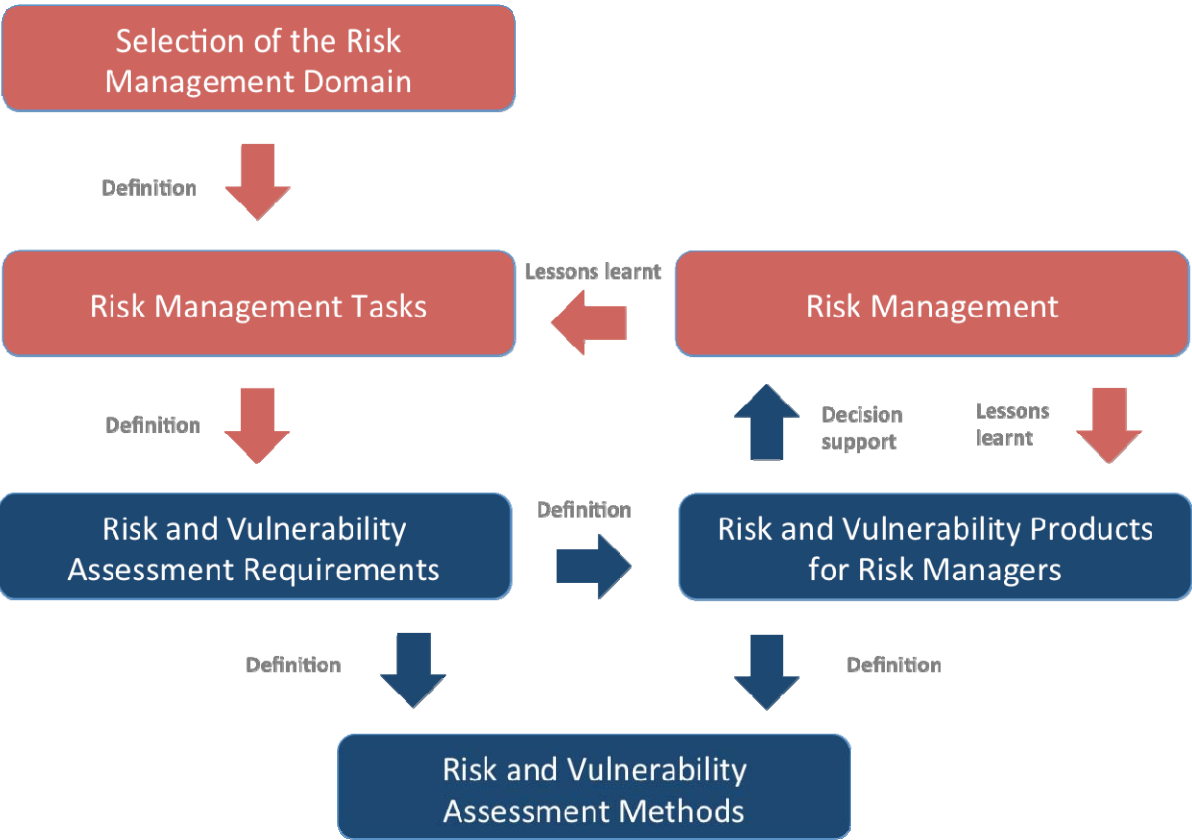 Selection of the Risk
Management Domain
Definition
Lessons learnt
Risk Management Tasks
Risk Management
Definition
Decision
support
Lessons
learnt
Risk and Vulnerability
Assessment Requirements
Definition
Risk and Vulnerability Products
for Risk Managers
Definition
Definition
Risk and Vulnerability
Assessment Methods